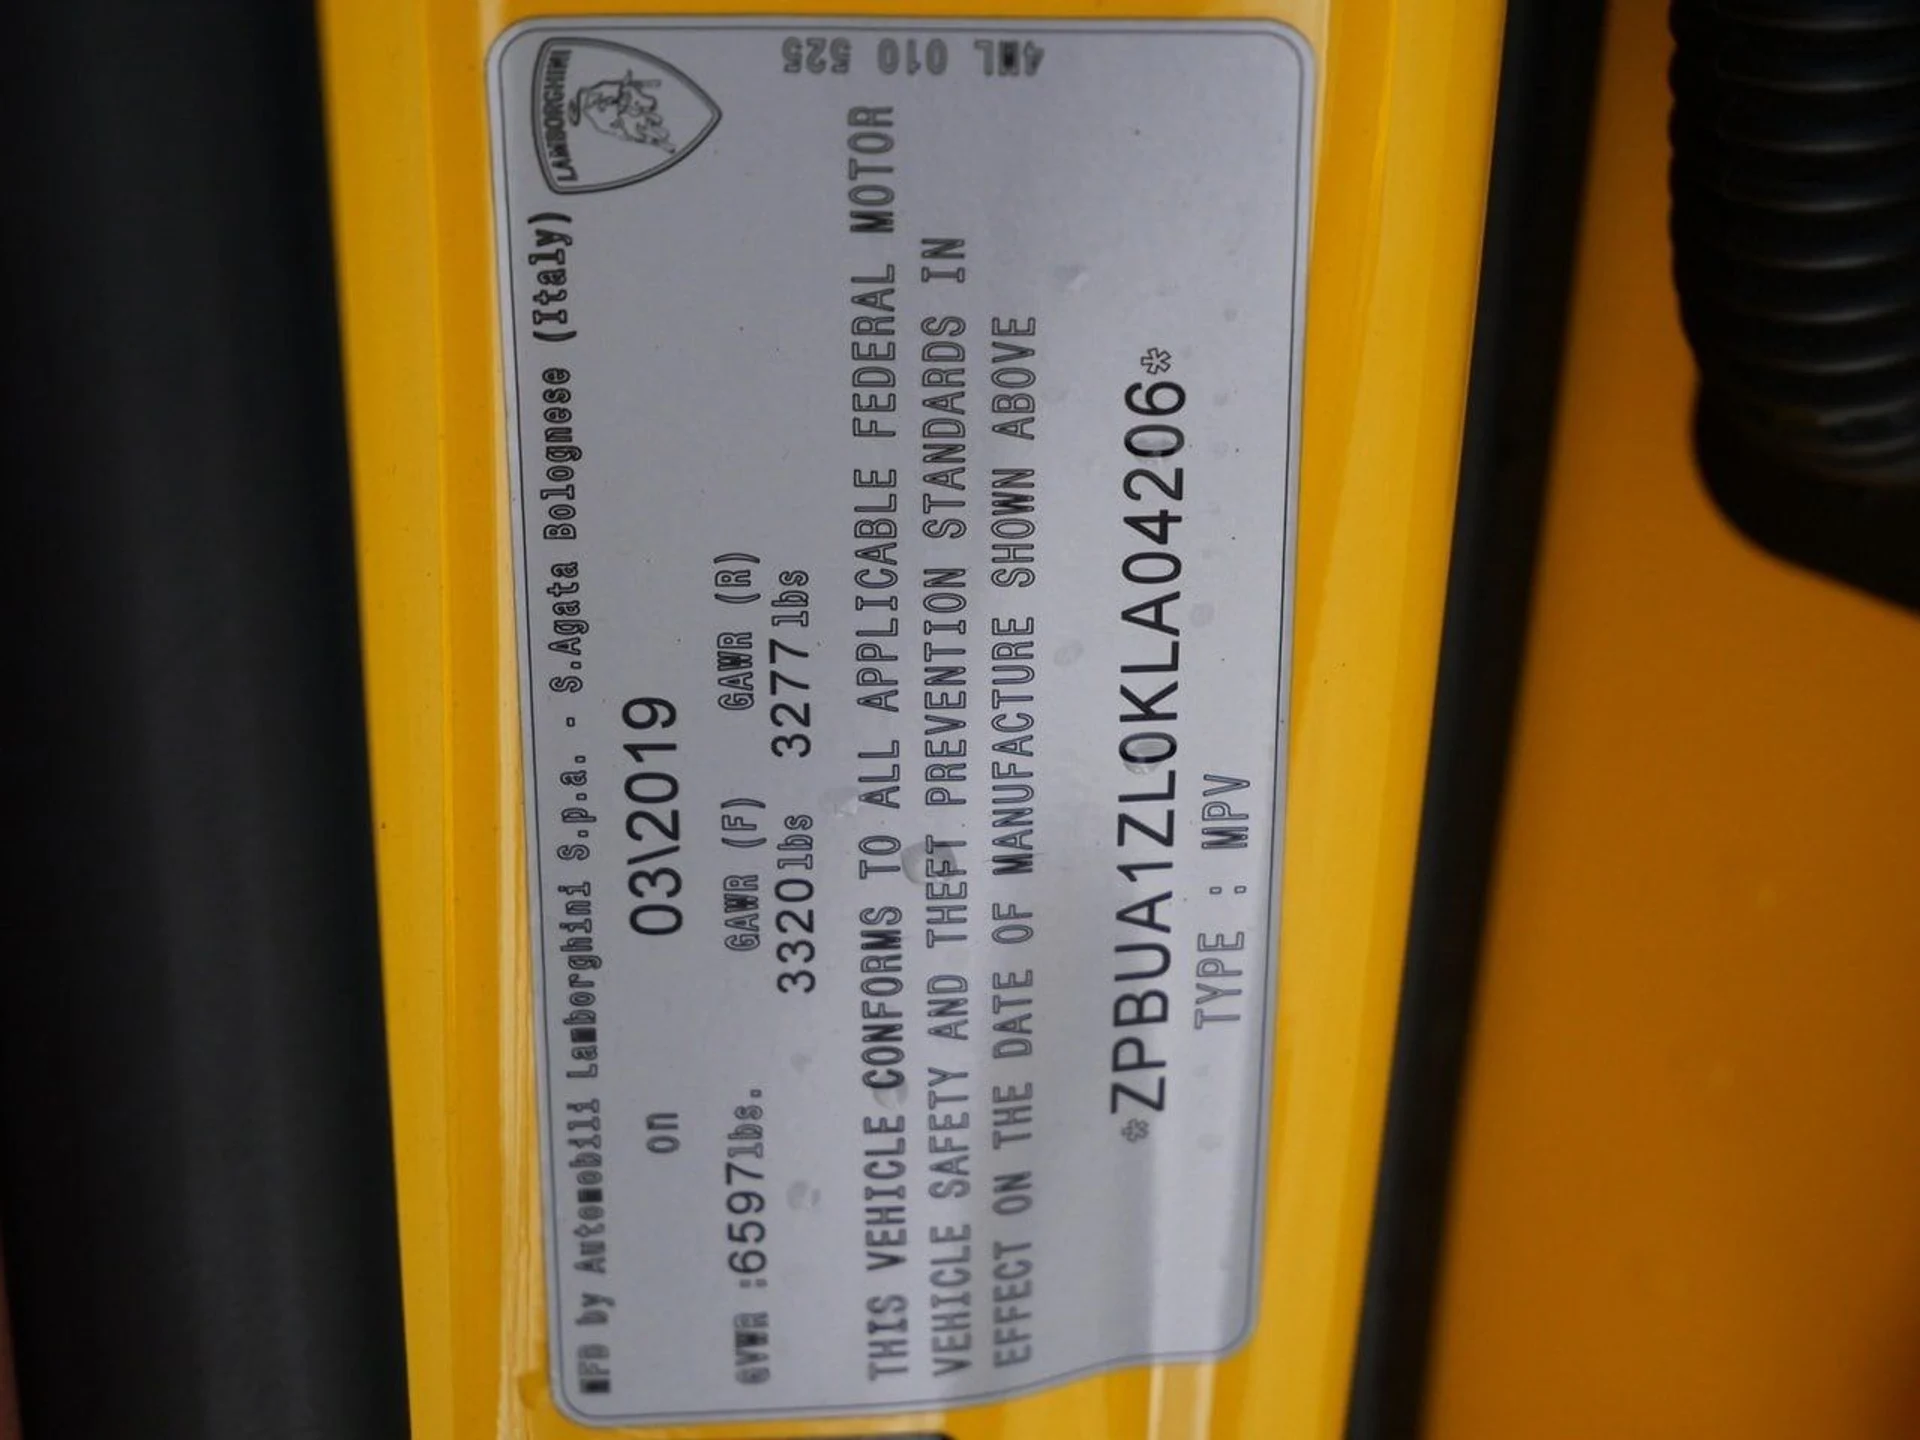 LAMBORGHINI
MFD by Automobili Lamborghini S.p.a. - S.Agata Bolognese (Italy)
on 03\2019
GVWR :6597lbs. GAWR (F) GAWR (R)
3320lbs 3277lbs
THIS VEHICLE CONFORMS TO ALL APPLICABLE FEDERAL MOTOR
VEHICLE SAFETY AND THEFT PREVENTION STANDARDS IN
EFFECT ON THE DATE OF MANUFACTURE SHOWN ABOVE
*ZPBUA1ZL0KLA04206*
TYPE : MPV
4ML 010 525